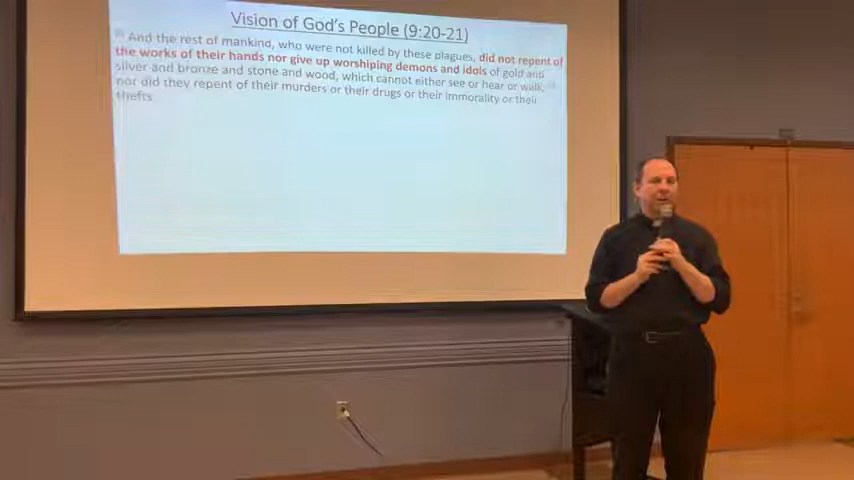 Vision of God's People (9:20-21)
And the rest of mankind, who were not killed by these plagues, did not repent of
the works of their hands nor give up worshiping demons and idols of gold and
silver and bronze and stone and wood, which cannot either see or hear or walk;
nor did they repent of their murders or their drugs or their immorality or their
thefts